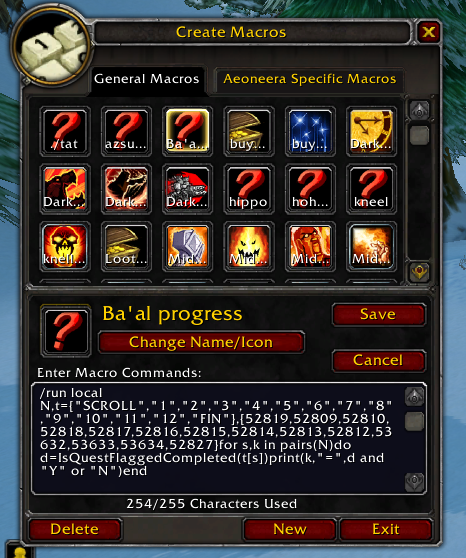 Create Macros
General Macros
Aeoneera Specific Macros
/tat azsu... Ba'a... buy... buy... Dark...
Dark... Dark... Dark... hippo hoh... kneel
knell Loot... Mid... Mid... Mid... Mid...
Ba'al progress
Save
Change Name/Icon
Cancel
Enter Macro Commands:
/run local
N,t=["SCROLL","1","2","3","4","5","6","7","8"
,"9","10","11","12","FIN"},{52819,52809,52810,
52818,52817,52816,52815,52814,52813,52812,53
632,53633,53634,52827}for s,k in pairs(N)do
d=IsQuestFlaggedCompleted(t[s])print(k,"=",d and
"Y" or "N")end
254/255 Characters Used
Delete
New
Exit